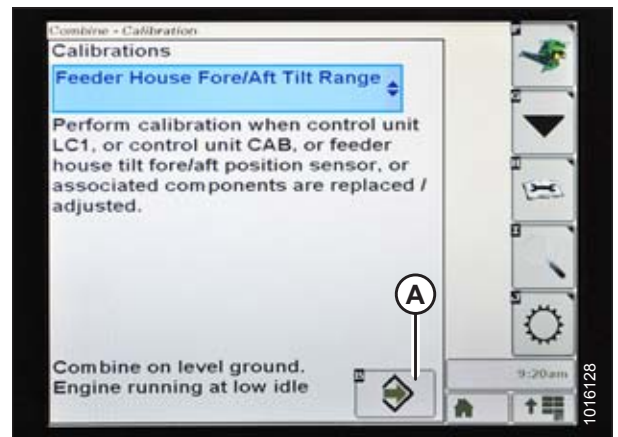 Combine - Calibration
Calibrations
Feeder House Fore/Aft Tilt Range
Perform calibration when control unit
LC1, or control unit CAB, or feeder
house tilt fore/aft position sensor, or
associated components are replaced /
adjusted.
A
Combine on level ground.
Engine running at low idle
9:20am
1016128